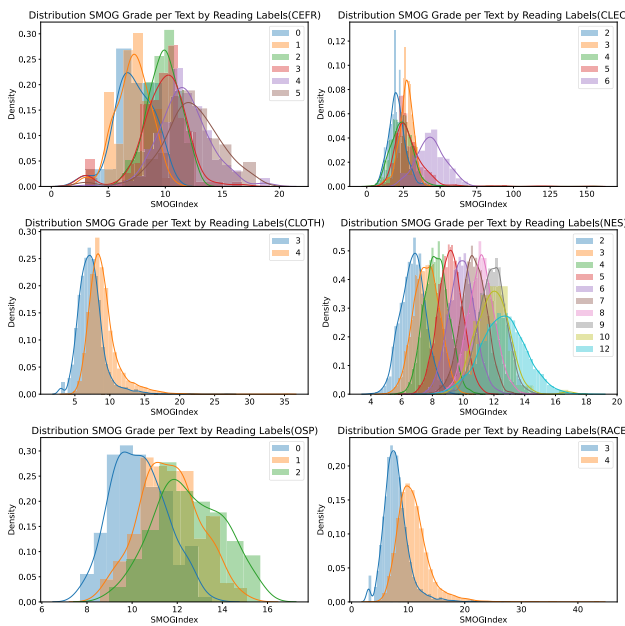 Distribution SMOG Grade per Text by Reading Labels(CEFR)
0,30
0,25
0,20
0,15
0,10
0,05
0,00
Density
0
1
2
3
4
5
0 5 10 15 20
SMOGIndex
Distribution SMOG Grade per Text by Reading Labels(CLEC
0,12
0,10
0,08
0,06
0,04
0,02
0,00
Density
2
3
4
5
6
0 25 50 75 100 125 150
SMOGIndex
Distribution SMOG Grade per Text by Reading Labels(CLOTH)
0,30
0,25
0,20
0,15
0,10
0,05
0,00
Density
3
4
5 10 15 20 25 30 35
SMOGIndex
Distribution SMOG Grade per Text by Reading Labels(NES)
0,5
0,4
0,3
0,2
0,1
0,0
Density
2
3
4
5
6
7
8
9
10
12
4 6 8 10 12 14 16 18 20
SMOGIndex
Distribution SMOG Grade per Text by Reading Labels(OSP)
0,30
0,25
0,20
0,15
0,10
0,05
0,00
Density
0
1
2
6 8 10 12 14 16
SMOGIndex
Distribution SMOG Grade per Text by Reading Labels(RACE
0,20
0,15
0,10
0,05
0,00
Density
3
4
0 10 20 30 40
SMOGIndex